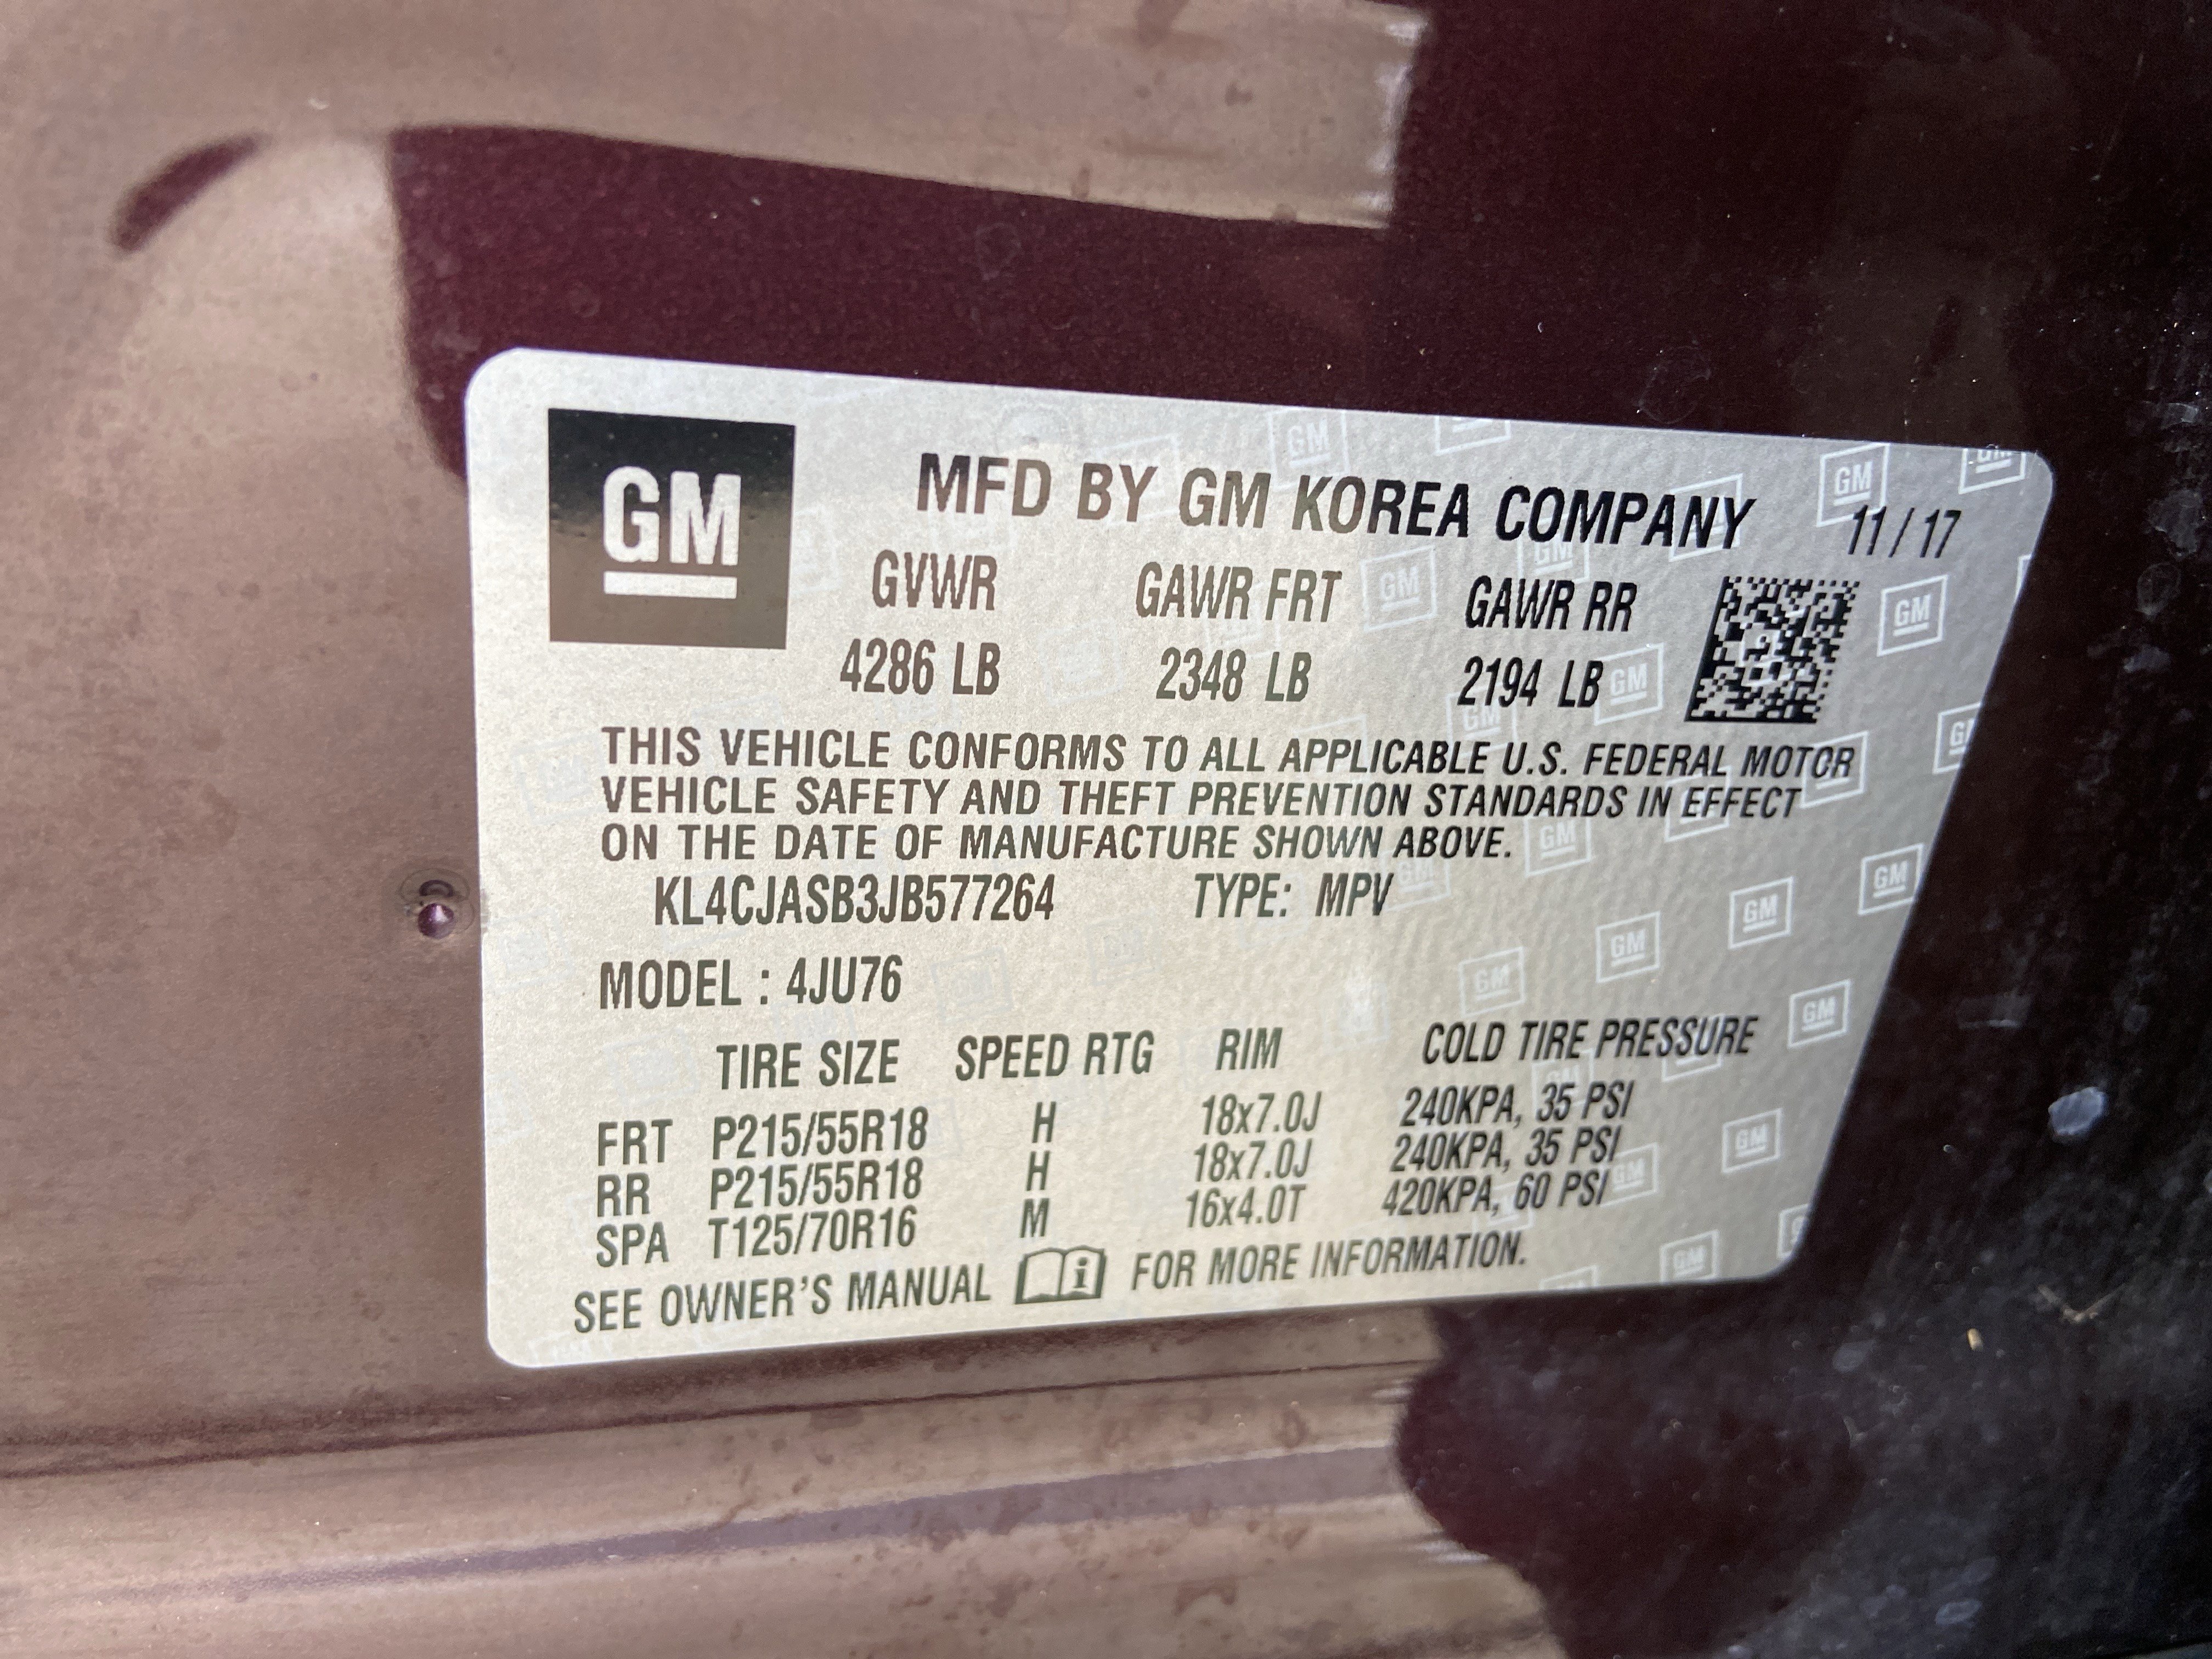 GM
MFD BY GM KOREA COMPANY 11/17
GVWR GAWR FRT GAWR RR
4286 LB 2348 LB 2194 LB
THIS VEHICLE CONFORMS TO ALL APPLICABLE U.S. FEDERAL MOTOR
VEHICLE SAFETY AND THEFT PREVENTION STANDARDS IN EFFECT
ON THE DATE OF MANUFACTURE SHOWN ABOVE.
KL4CJASB3JB577264 TYPE: MPV
MODEL : 4JU76
TIRE SIZE SPEED RTG RIM COLD TIRE PRESSURE
FRT P215/55R18 H 18x7.0J 240KPA, 35 PSI
RR P215/55R18 H 18x7.0J 240KPA, 35 PSI
SPA T125/70R16 M 16x4.0T 420KPA, 60 PSI
SEE OWNER'S MANUAL i FOR MORE INFORMATION.